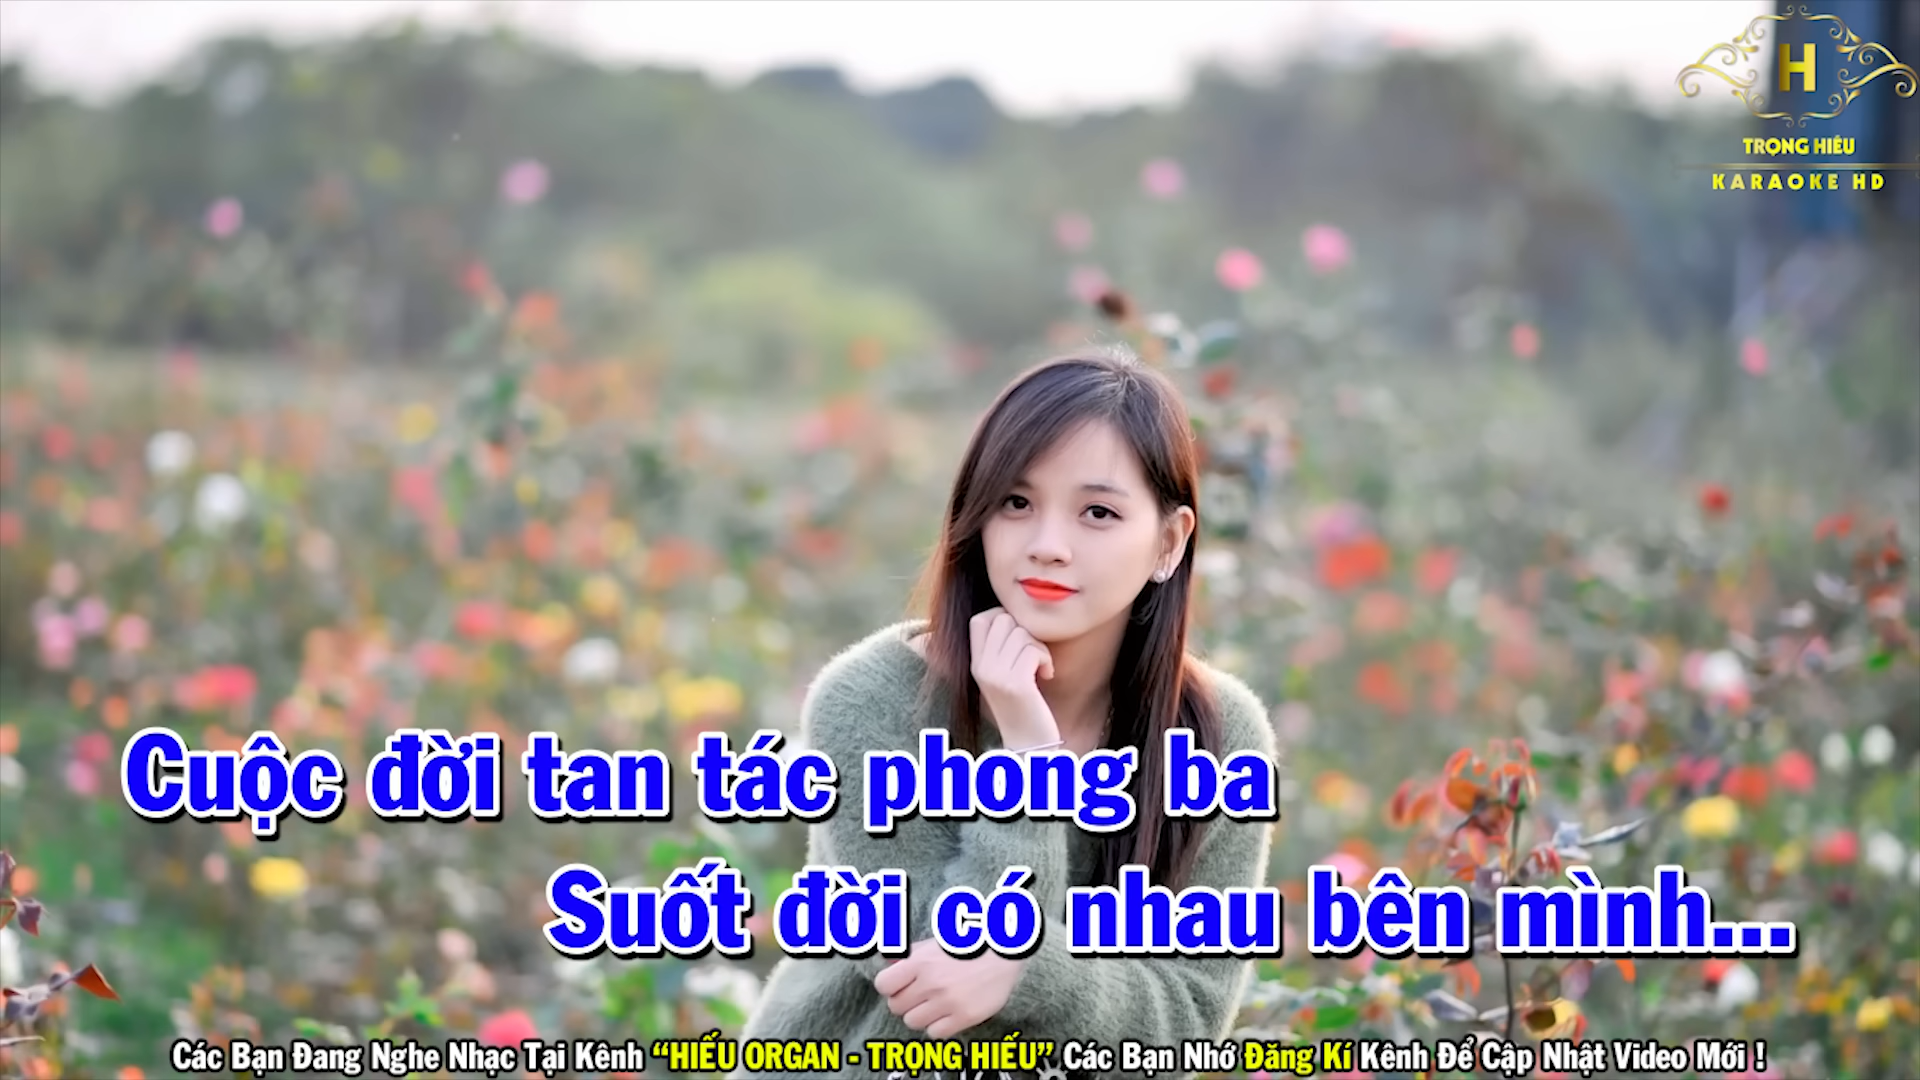 H
TRỌNG HIẾU
KARAOKE HD
Cuộc đời tan tác phong ba
Suốt đời có nhau bên mình...
Các Bạn Đang Nghe Nhạc Tại Kênh “HIẾU ORGAN - TRỌNG HIẾU” Các Bạn Nhớ Đăng Kí Kênh Để Cập Nhật Video Mới !